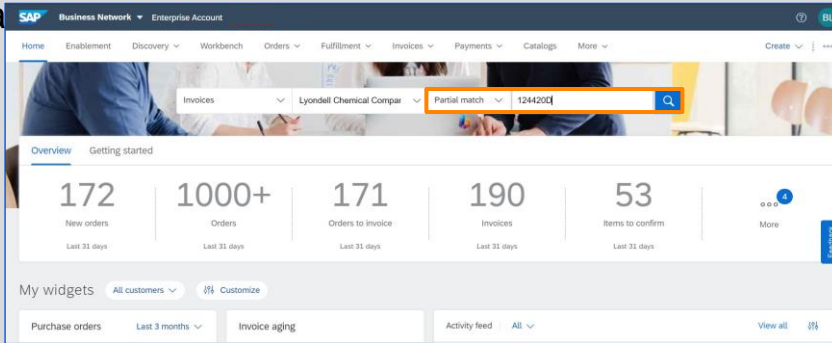 a
SAP Business Network Enterprise Account BL
Home Enablement Discovery Workbench Orders Fulfillment Invoices Payments Catalogs More Create
Invoices Lyondell Chemical Compar Partial match 124420D
Overview Getting started
172 1000+ 171 190 53 4
New orders Orders Orders to invoice Invoices Items to confirm More
Last 31 days Last 31 days Last 31 days Last 31 days Last 31 days
Feedback
My widgets All customers Customize
Purchase orders Last 3 months Invoice aging Activity feed All View all